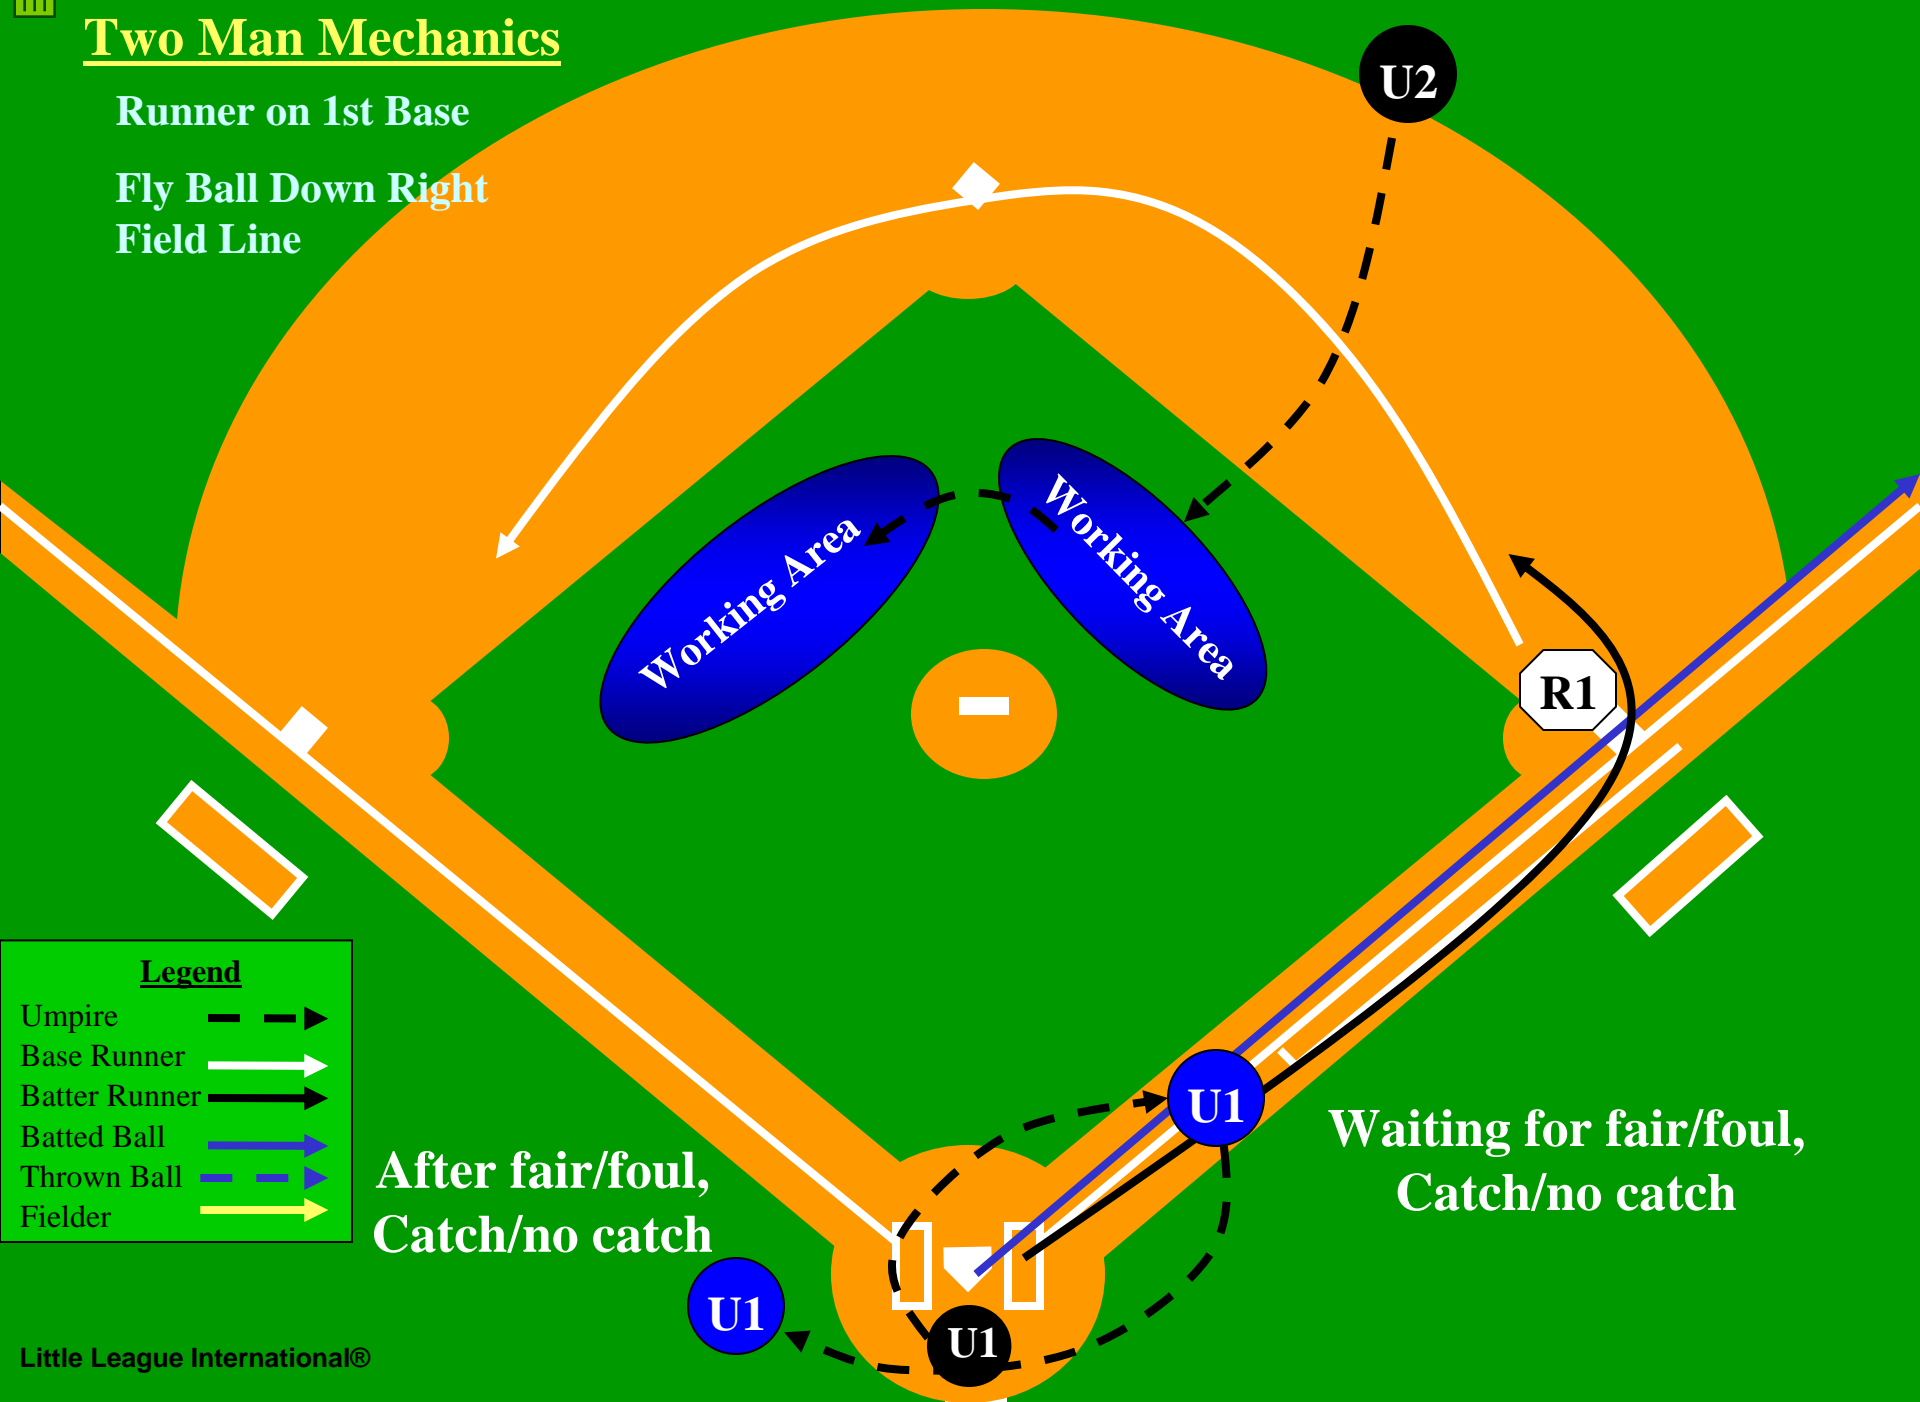 Two Man Mechanics
Runner on 1st Base
Fly Ball Down Right
Field Line
U2
Working Area
Working Area
R1
Legend
Umpire
Base Runner
Batter Runner
Batted Ball
Thrown Ball
Fielder
U1
Waiting for fair/foul,
Catch/no catch
After fair/foul,
Catch/no catch
U1
U1
Little League International®